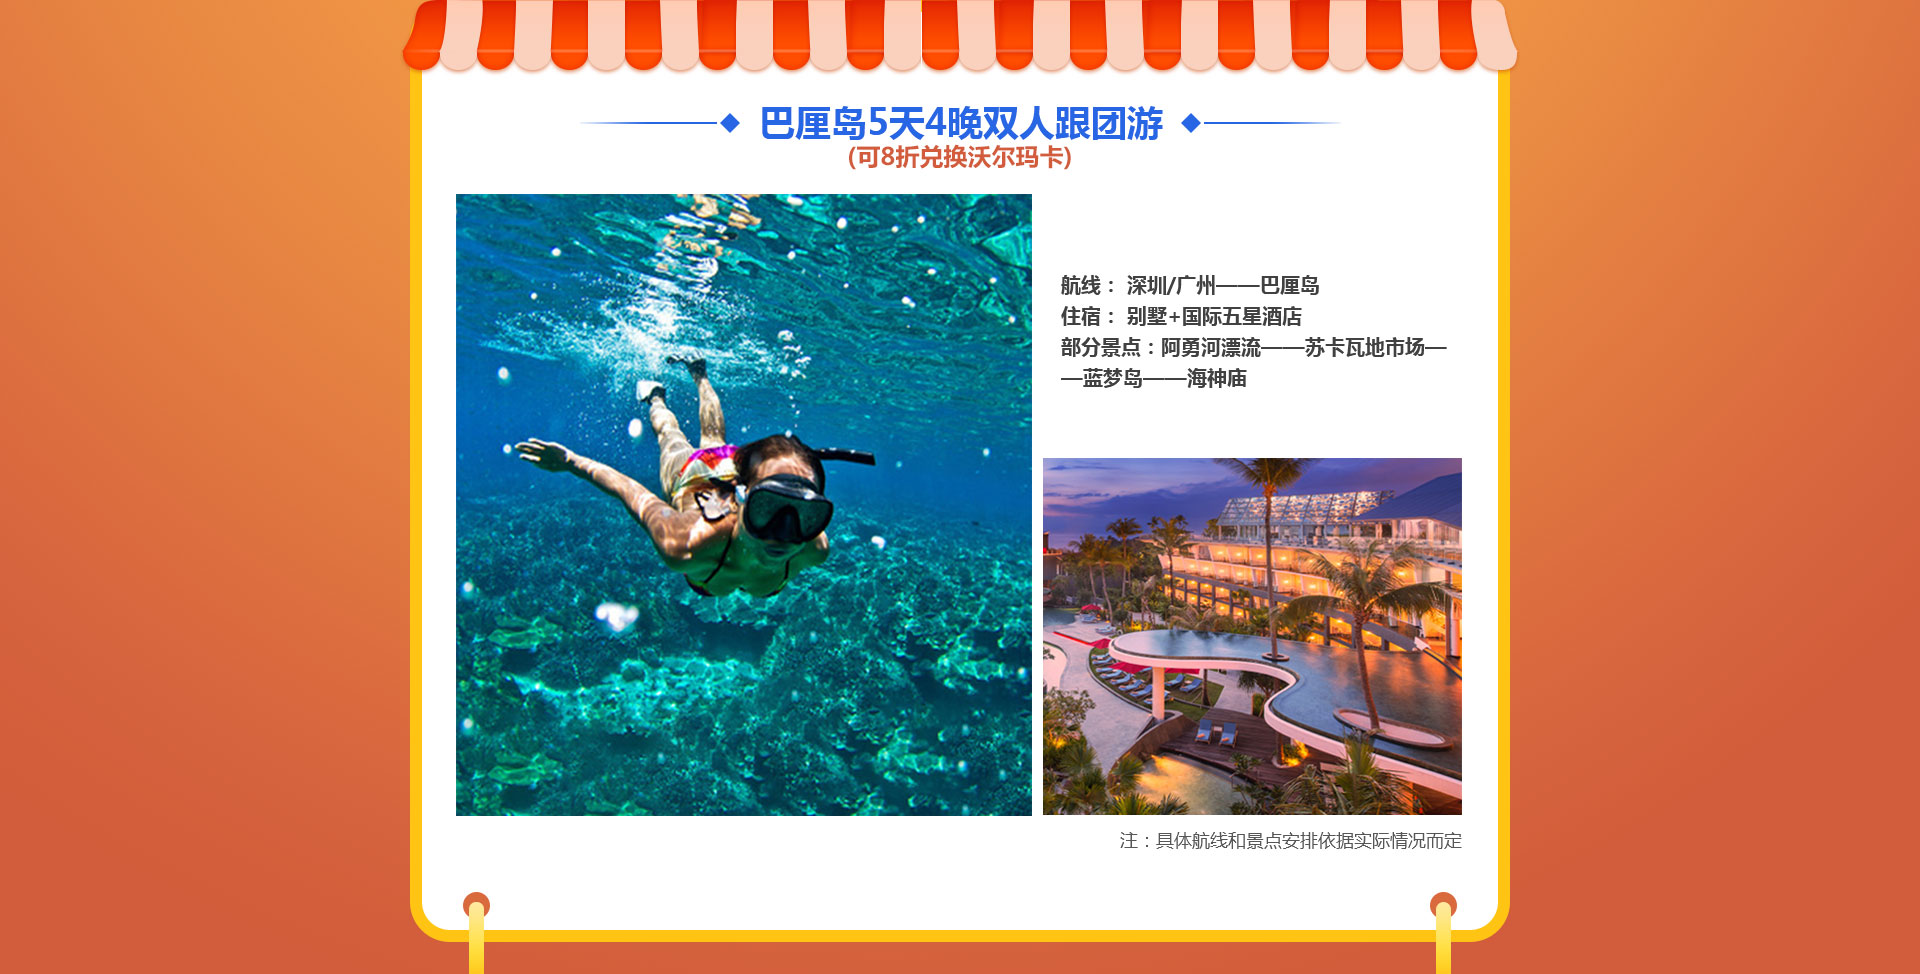 巴厘岛5天4晚双人跟团游
(可8折兑换沃尔玛卡)
航线： 深圳/广州——巴厘岛
住宿： 别墅+国际五星酒店
部分景点：阿勇河漂流——苏卡瓦地市场—
—蓝梦岛——海神庙
注：具体航线和景点安排依据实际情况而定